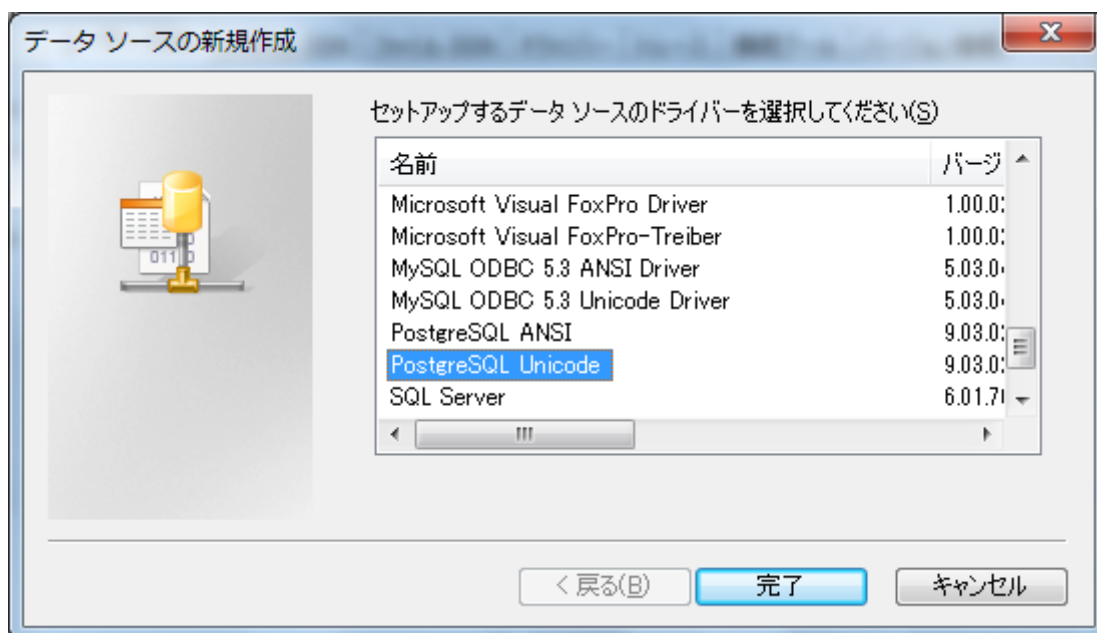 データ ソースの新規作成
セットアップするデータ ソースのドライバーを選択してください(S)
名前 バージ
Microsoft Visual FoxPro Driver 1.00.0
Microsoft Visual FoxPro-Treiber 1.00.0
MySQL ODBC 5.3 ANSI Driver 5.03.0
MySQL ODBC 5.3 Unicode Driver 5.03.0
PostgreSQL ANSI 9.03.0
PostgreSQL Unicode 9.03.0
SQL Server 6.01.7
< 戻る(B) 完了 キャンセル